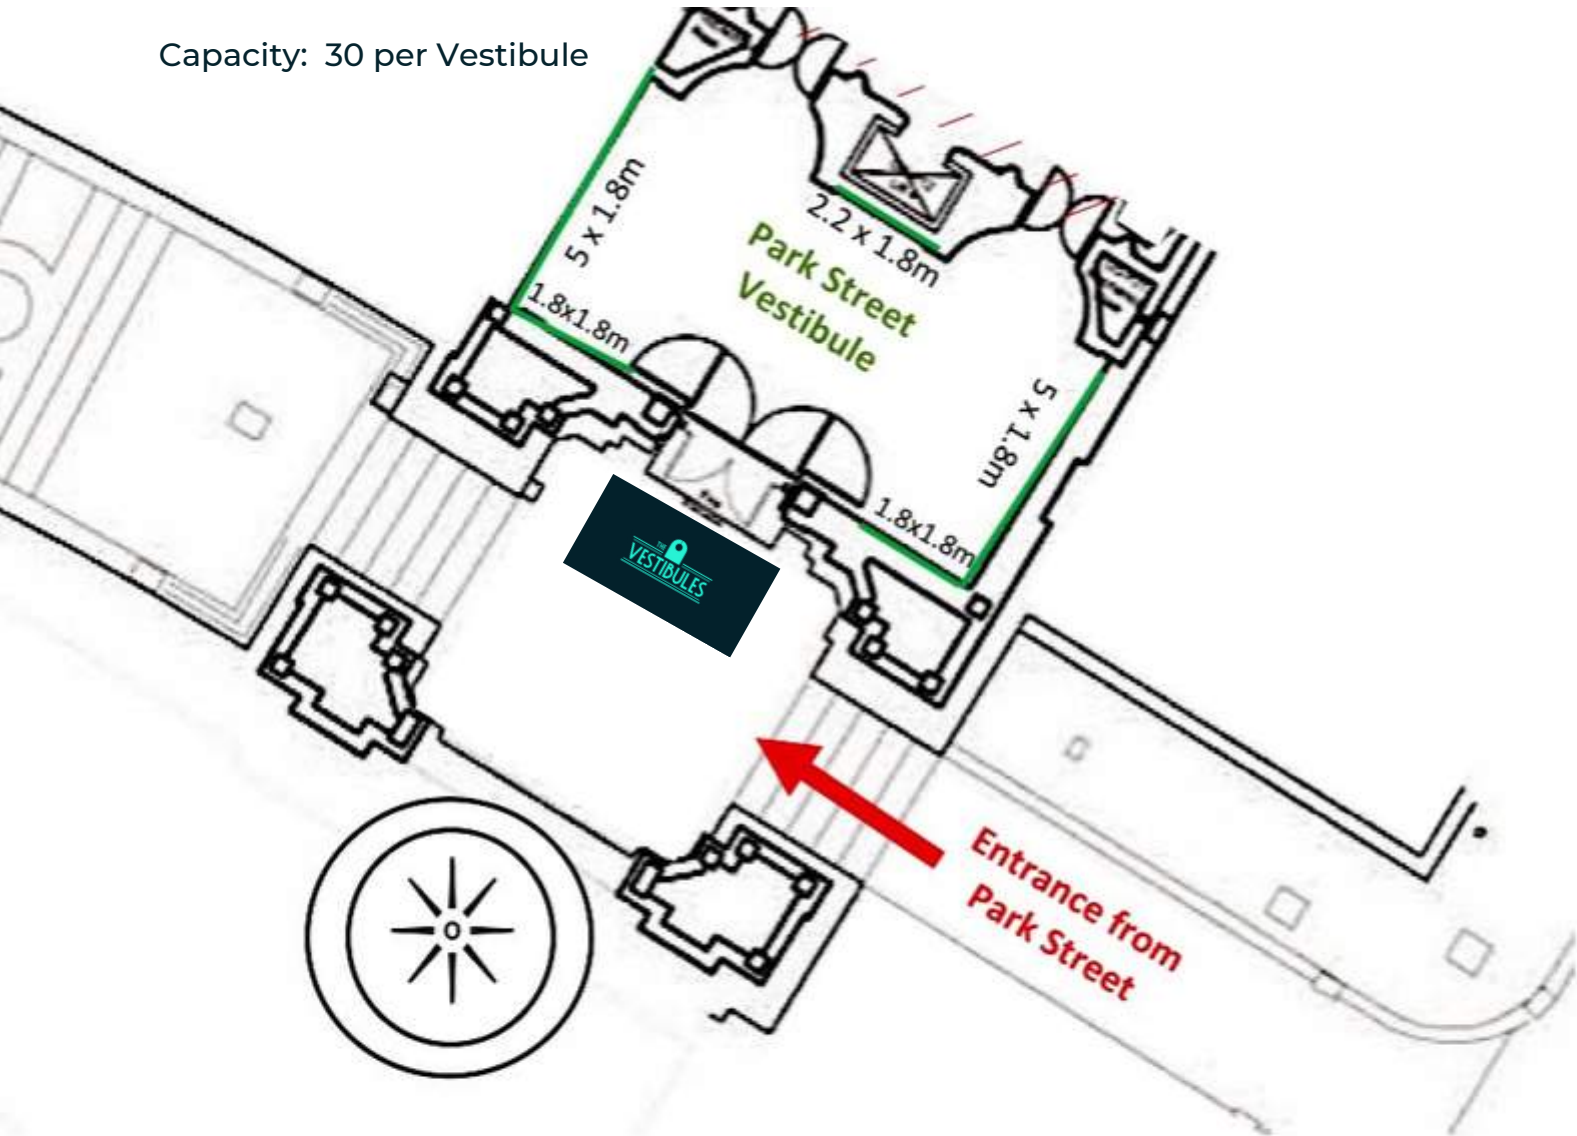 Capacity: 30 per Vestibule
5 x 1.8m
2.2 x 1.8m
Park Street
Vestibule
1.8x1.8m
5 x 1.8m
1.8x1.8m
THE
VESTIBULES
Entrance from
Park Street